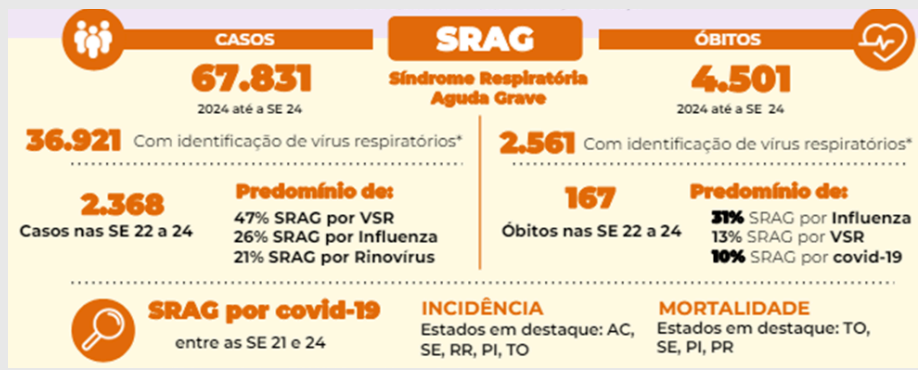 CASOS
SRAG
ÓBITOS
67.831
Síndrome Respiratória
Aguda Grave
4.501
2024 até a SE 24
2024 até a SE 24
36.921 Com identificação de vírus respiratórios*
2.561 Com identificação de vírus respiratórios*
2.368
Casos nas SE 22 a 24
Predomínio de:
47% SRAG por VSR
26% SRAG por Influenza
21% SRAG por Rinovírus
167
Óbitos nas SE 22 a 24
Predomínio de:
31% SRAG por Influenza
13% SRAG por VSR
10% SRAG por covid-19
SRAG por covid-19
entre as SE 21 e 24
INCIDÊNCIA
Estados em destaque: AC,
SE, RR, PI, TO
MORTALIDADE
Estados em destaque: TO,
SE, PI, PR